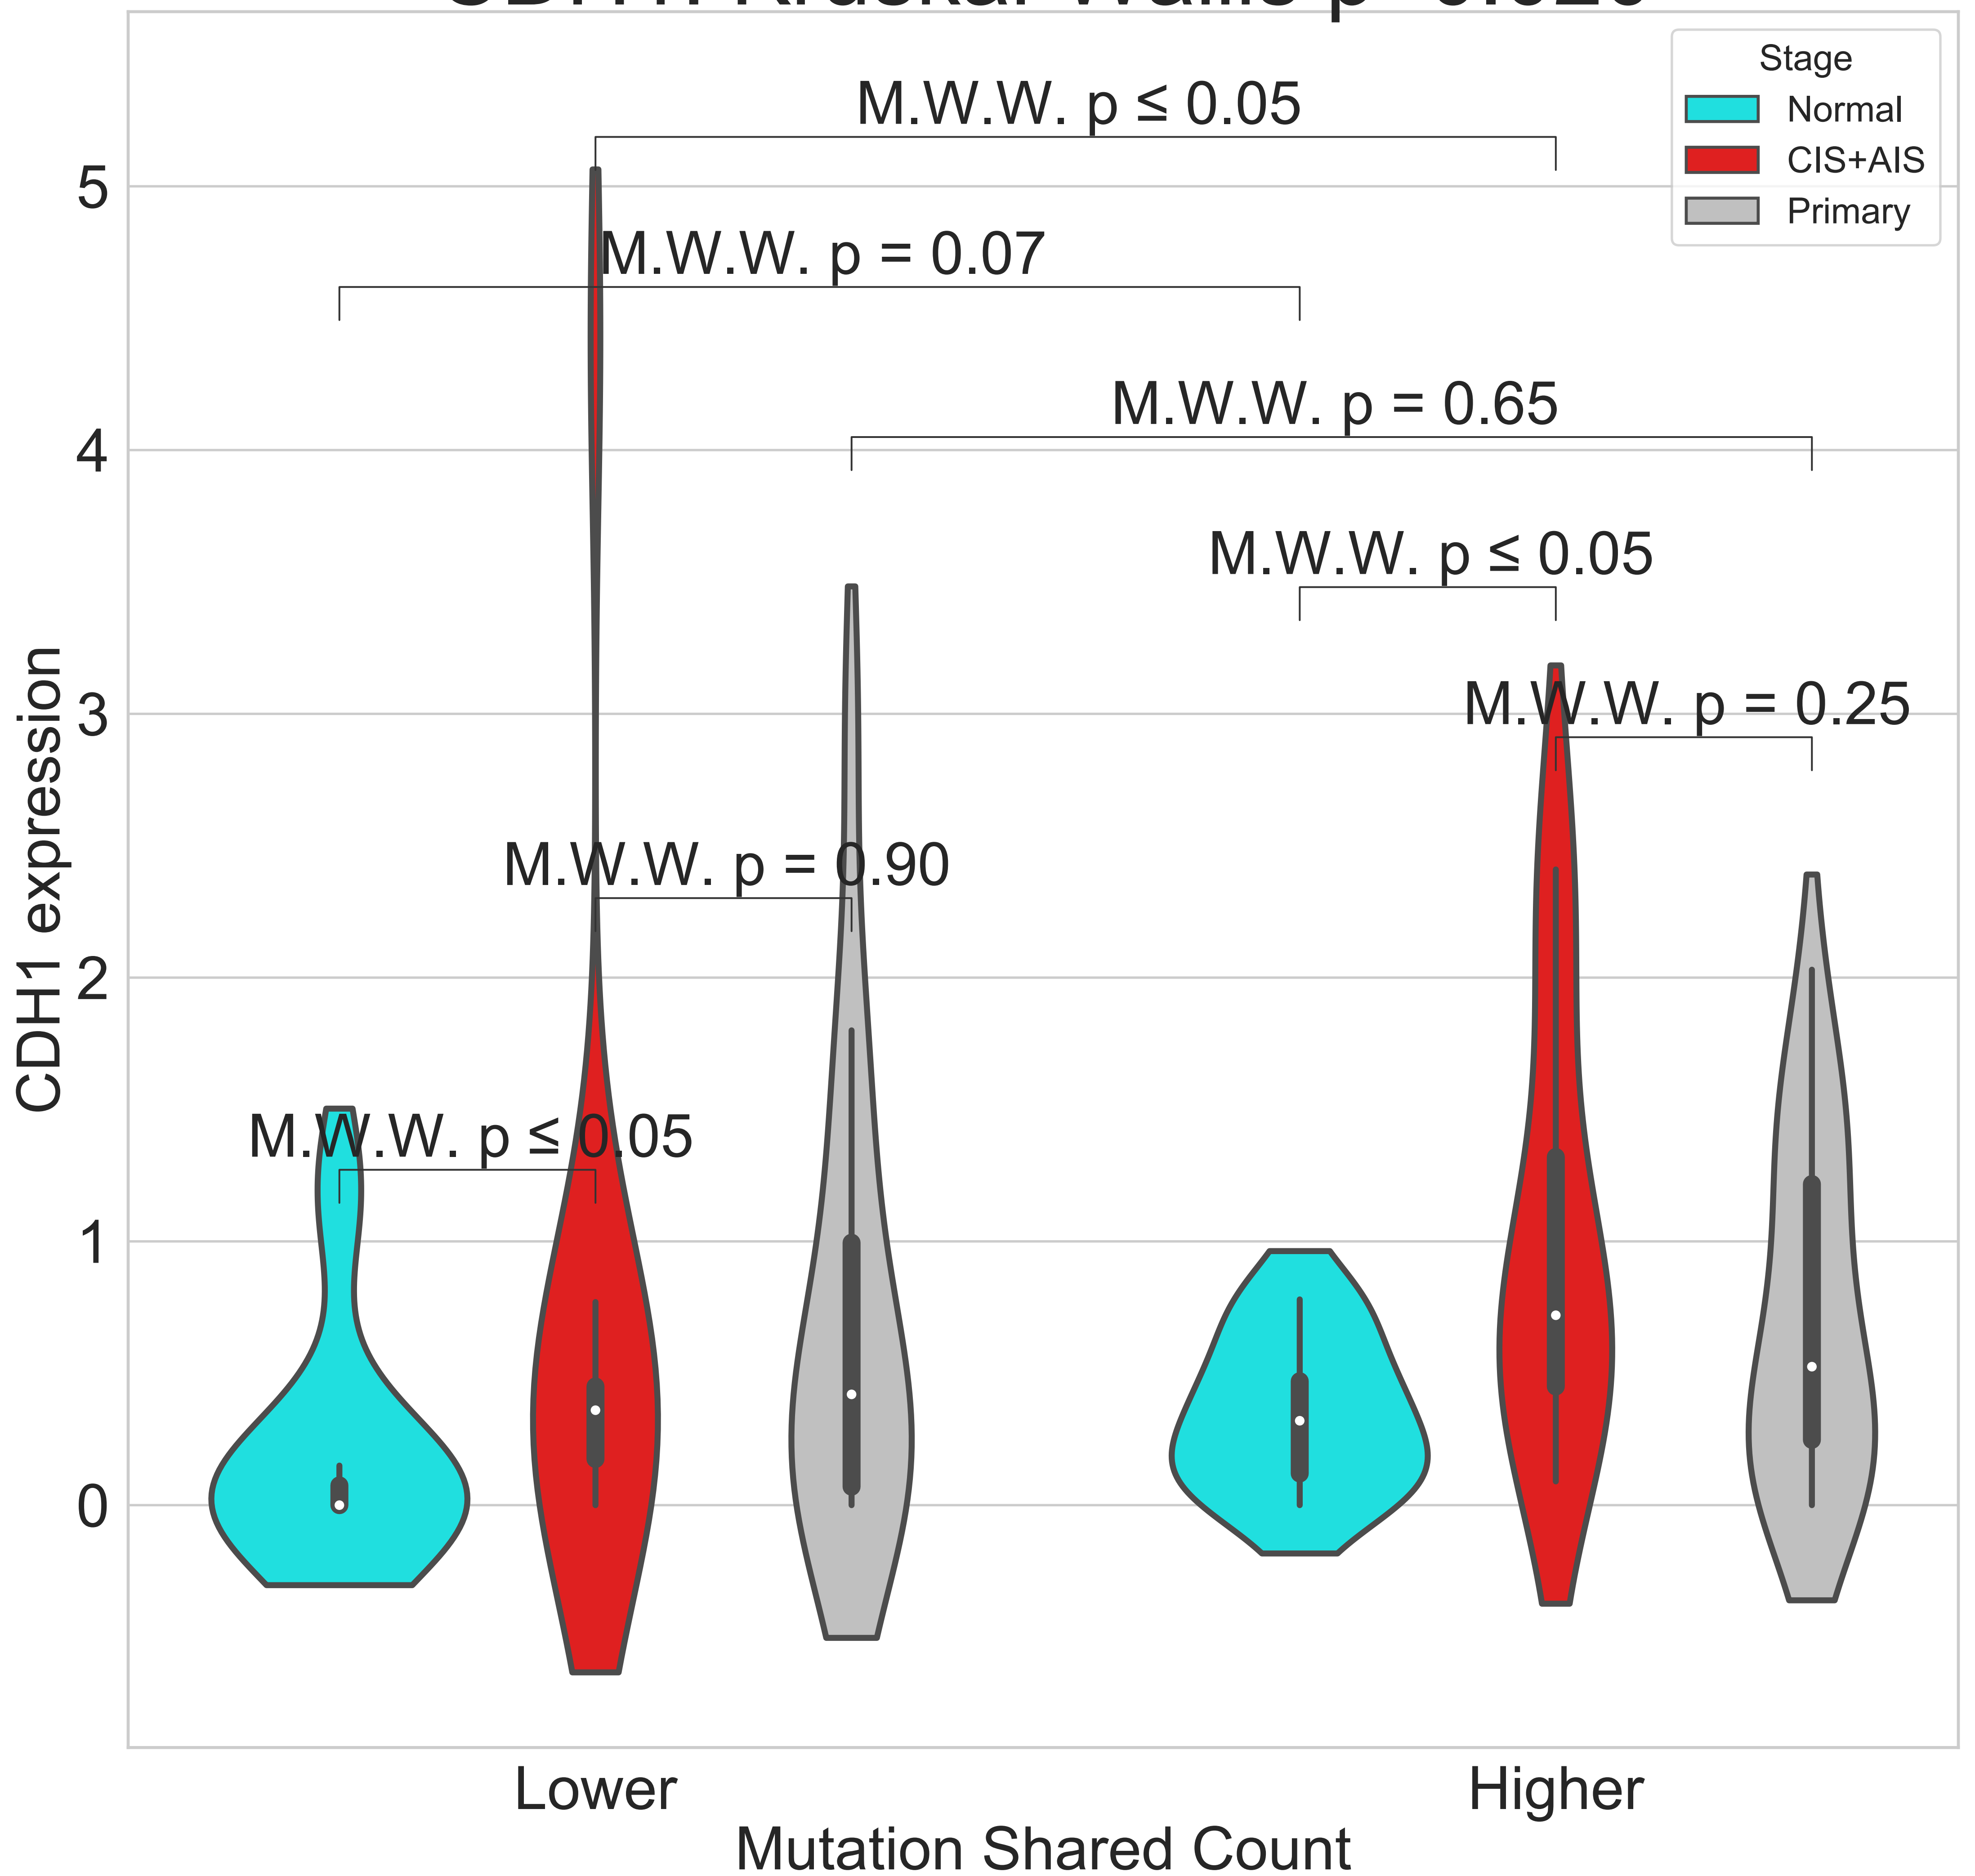 Stage
Normal
CIS+AIS
Primary
M.W.W. p ≤ 0.05
M.W.W. p = 0.07
M.W.W. p = 0.65
M.W.W. p ≤ 0.05
M.W.W. p = 0.25
M.W.W. p = 0.90
M.W.W. p ≤ 0.05
5
4
3
2
1
0
CDH1 expression
Lower
Higher
Mutation Shared Count